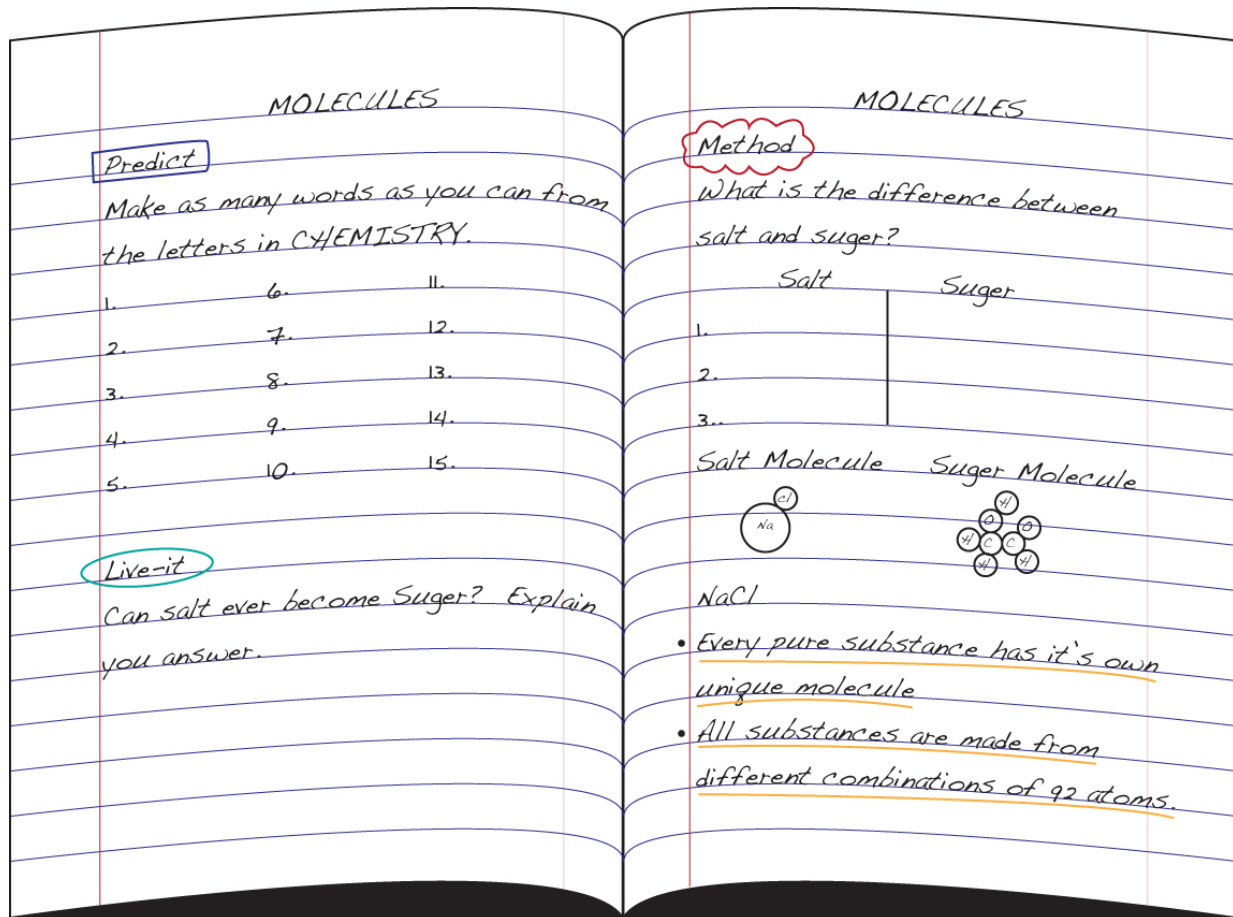 MOLECULES
Predict
Make as many words as you can from
the letters in CHEMISTRY.
1. 6. 11.
2. 7. 12.
3. 8. 13.
4. 9. 14.
5. 10. 15.
Live-it
Can salt ever become Suger? Explain
you answer.
MOLECULES
Method
What is the difference between
salt and suger?
Salt Suger
1.
2.
3..
Salt Molecule Suger Molecule
Cl
Na
H
O O
H C C
H H
NaCl
• Every pure substance has it's own
unique molecule
• All substances are made from
different combinations of 92 atoms.